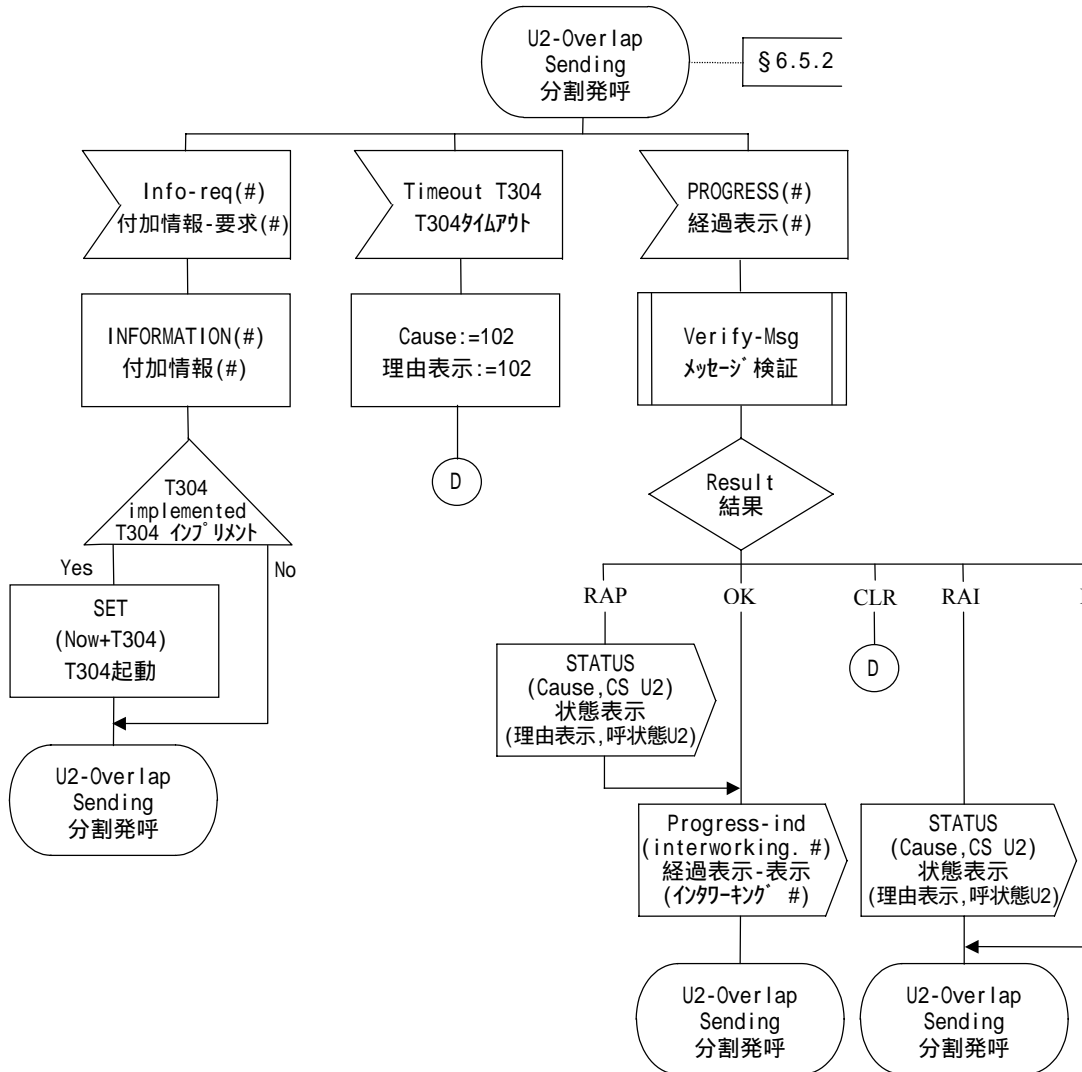 U2-Overlap
Sending
分割発呼
§6.5.2
Info-req(#)
付加情報-要求(#)
Timeout T304
T304ﾀｲﾑｱｳﾄ
PROGRESS(#)
経過表示(#)
INFORMATION(#)
付加情報(#)
Cause:=102
理由表示:=102
Verify-Msg
ﾒｯｾｰｼﾞ検証
T304
implemented
T304 ｲﾝﾌﾟﾘﾒﾝﾄ
D
Result
結果
Yes
No
RAP
OK
CLR
RAI
SET
(Now+T304)
T304起動
STATUS
(Cause,CS U2)
状態表示
(理由表示,呼状態U2)
D
U2-Overlap
Sending
分割発呼
Progress-ind
(interworking. #)
経過表示-表示
(ｲﾝﾀﾜｰｷﾝｸﾞ #)
STATUS
(Cause,CS U2)
状態表示
(理由表示,呼状態U2)
U2-Overlap
Sending
分割発呼
U2-Overlap
Sending
分割発呼